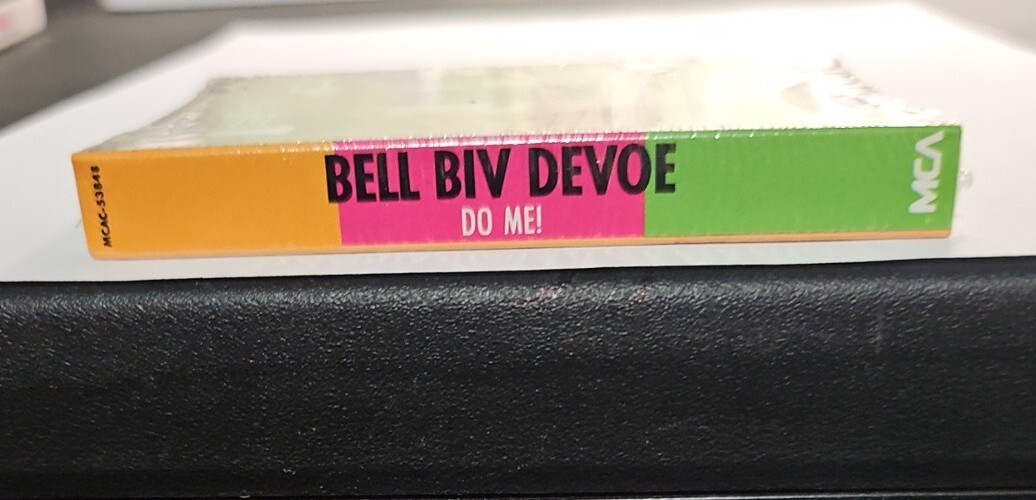 MCAC-53848
BELL BIV DEVOE
DO ME!
MCA